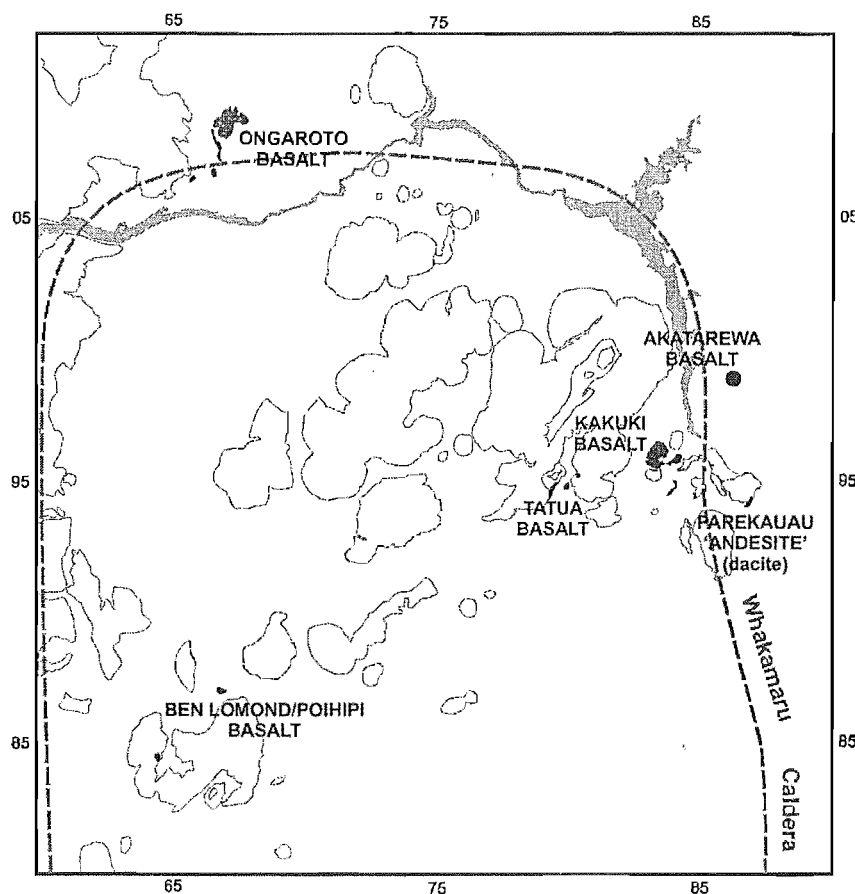 65 75 85
ONGAROTO
BASALT
05 05
AKATAREWA
BASALT
KAKUKI
BASALT
95 95
TATUA
BASALT
PAREKAUAU
'ANDESITE'
(dacite)
Whakamaru
BEN LOMOND/POIHIPI
BASALT
85 85
Caldera
65 75 85